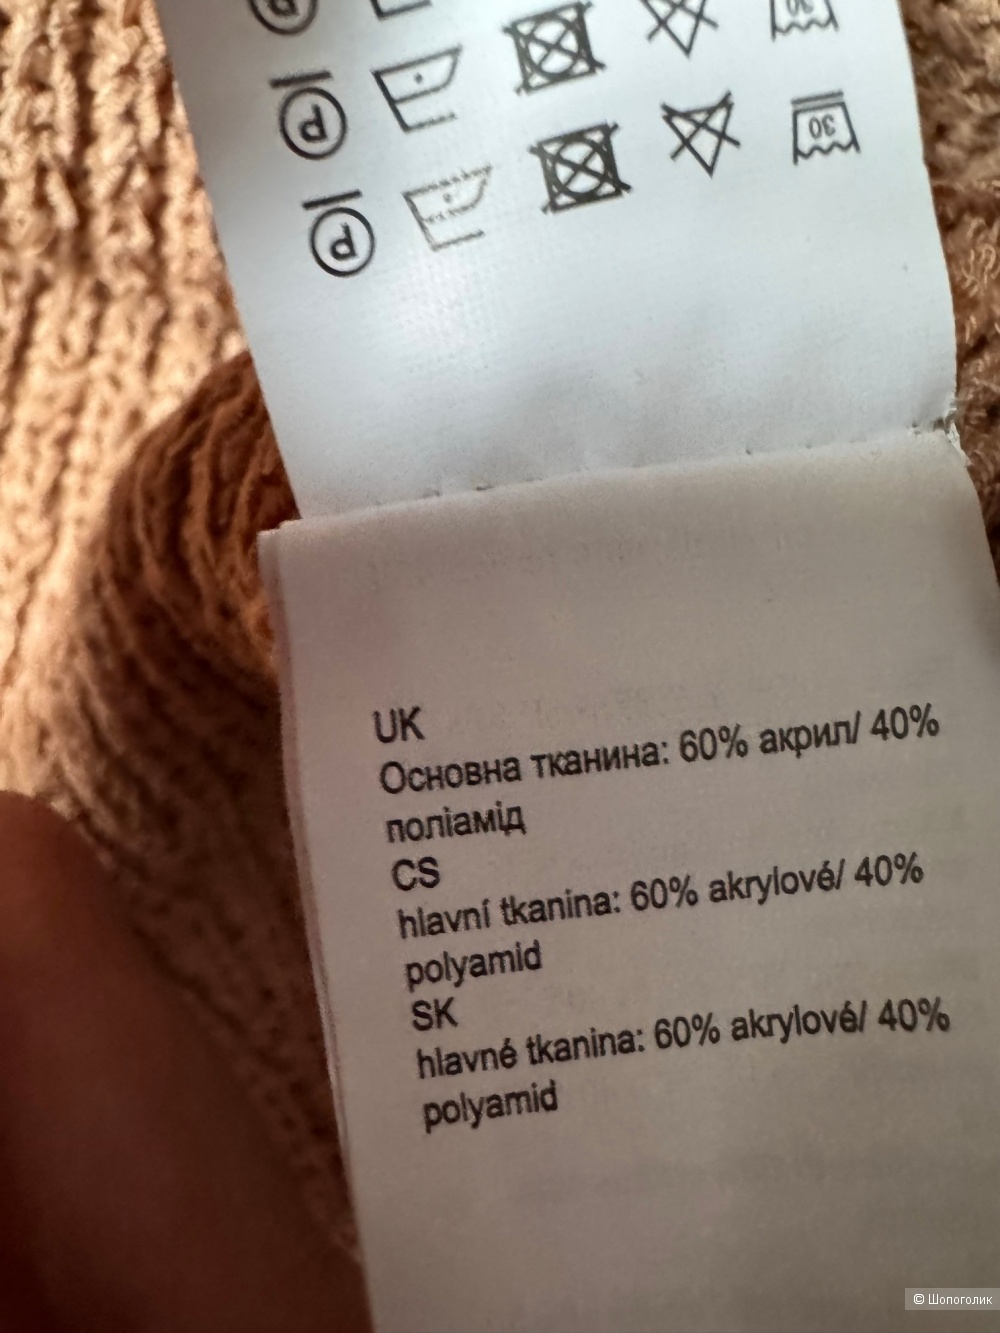 P
30
P
30
UK
Основна тканина: 60% акрил/ 40%
поліамід
CS
hlavní tkanina: 60% akrylové/ 40%
polyamid
SK
hlavné tkanina: 60% akrylové/ 40%
polyamid
© Шопоголик